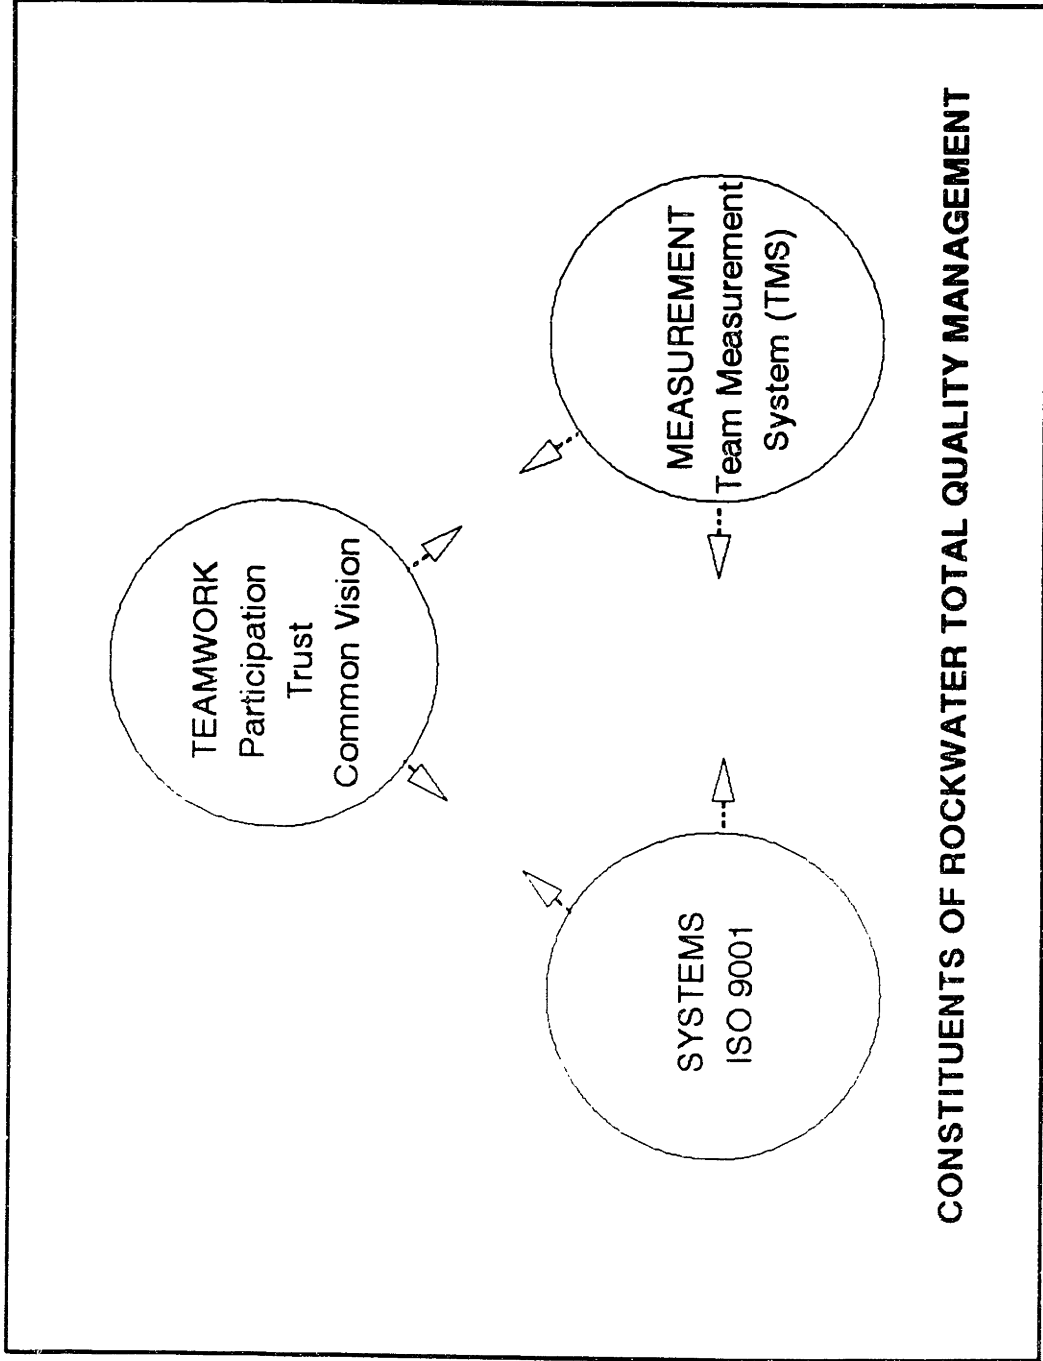 TEAMWORK
Participation
Trust
Common Vision
SYSTEMS
ISO 9001
MEASUREMENT
Team Measurement
System (TMS)
CONSTITUENTS OF ROCKWATER TOTAL QUALITY MANAGEMENT